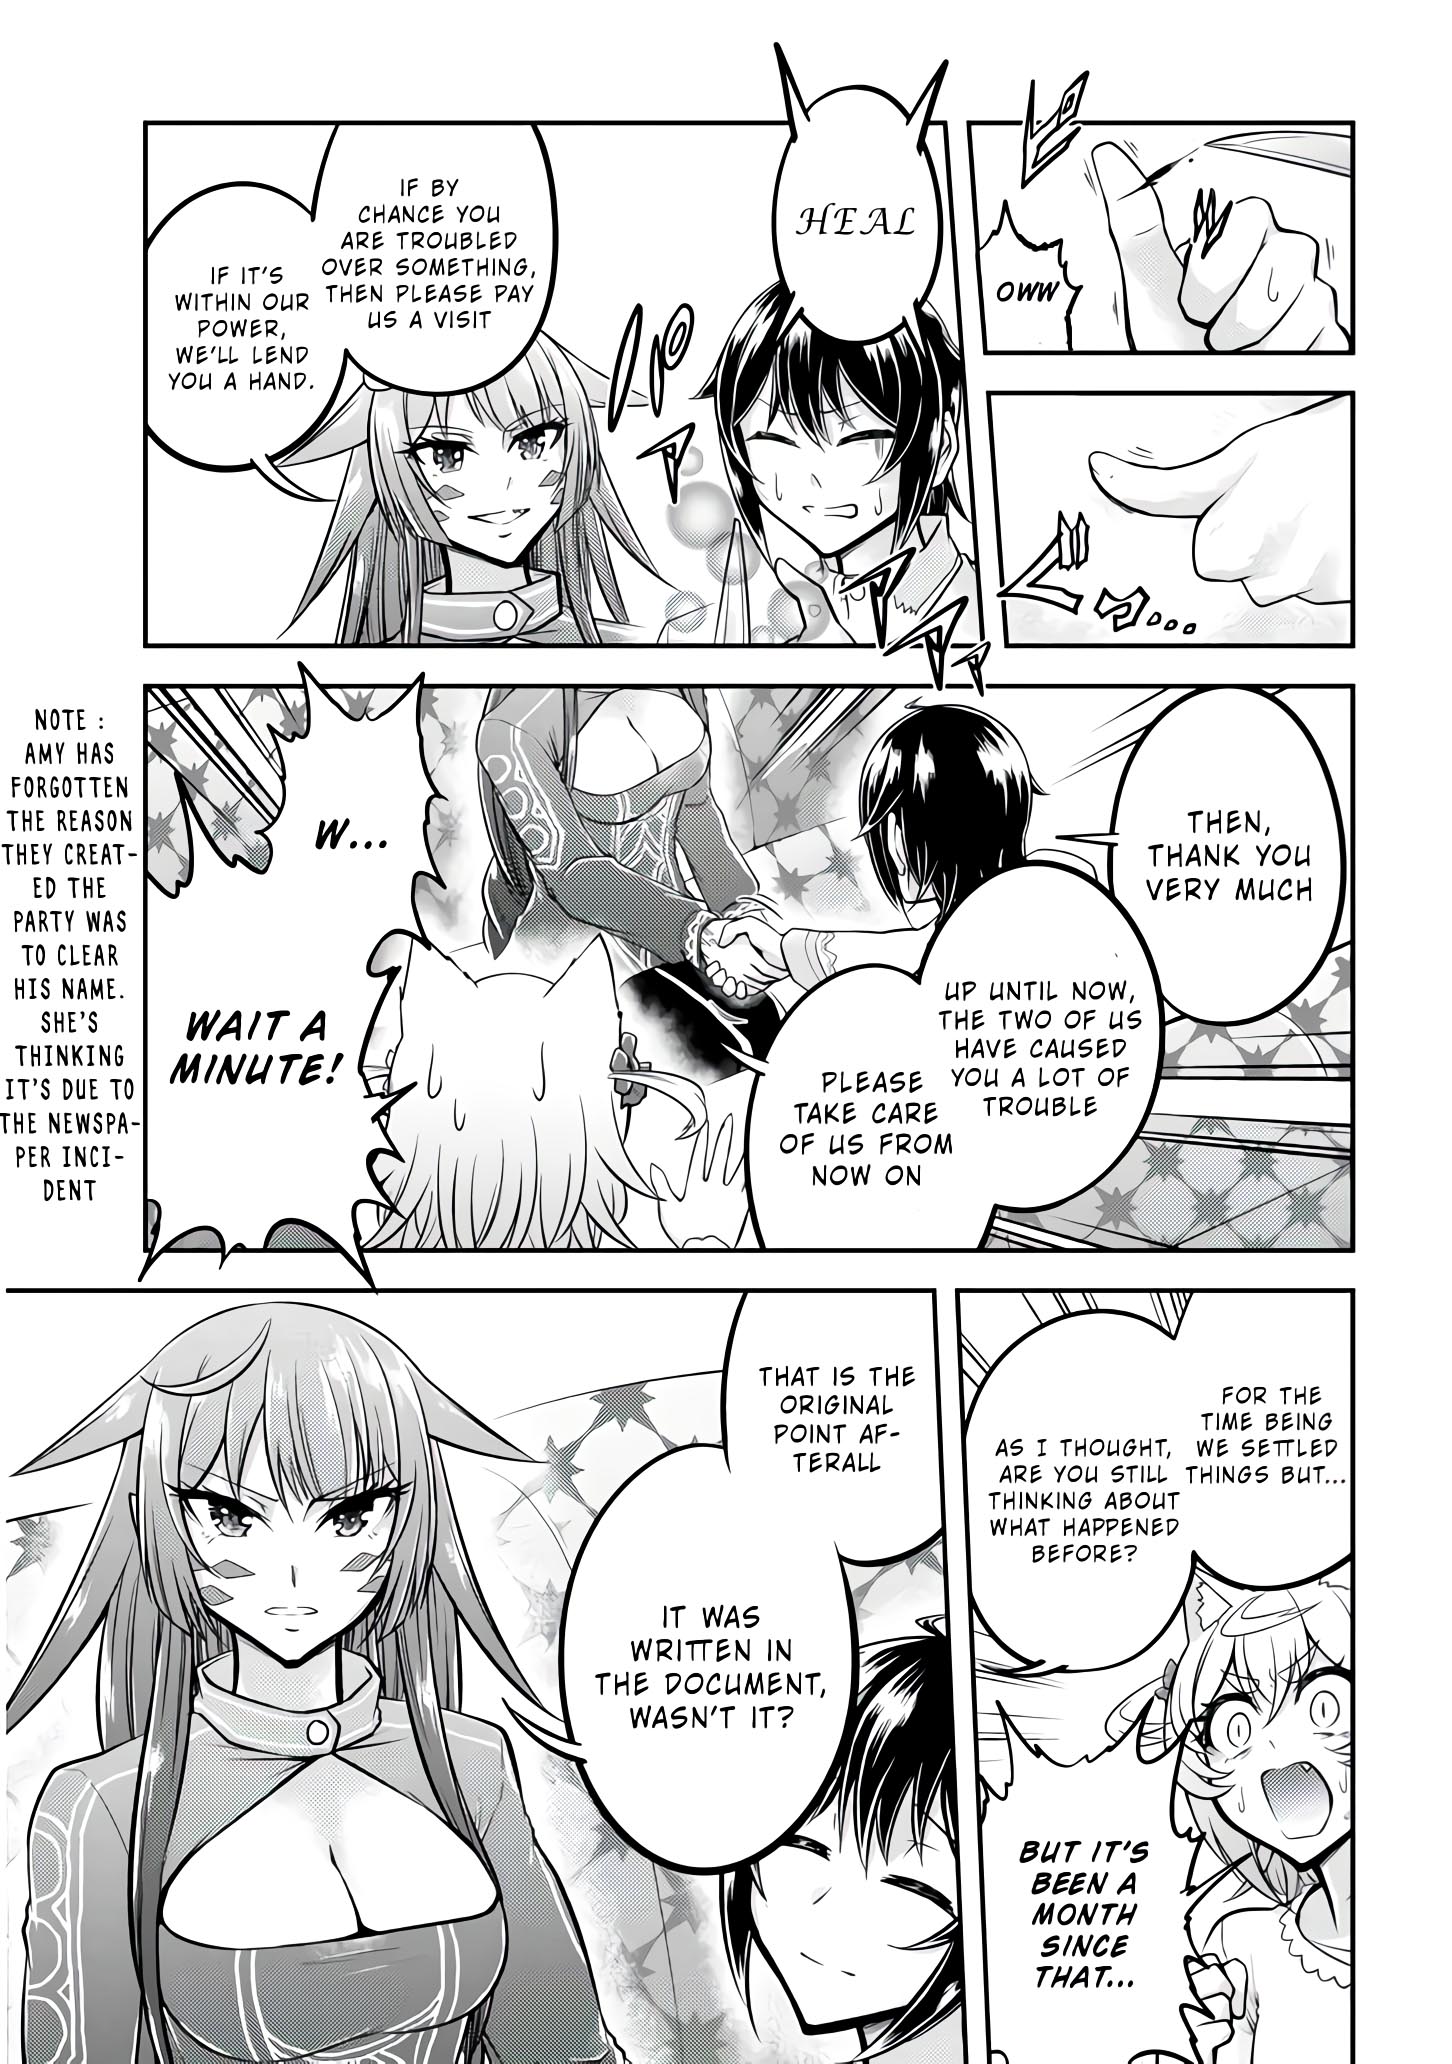 OWW
HEAL
IF BY
CHANCE YOU
ARE TROUBLED
OVER SOMETHING,
THEN PLEASE PAY
US A VISIT
IF IT'S
WITHIN OUR
POWER,
WE'LL LEND
YOU A HAND.
THEN,
THANK YOU
VERY MUCH
UP UNTIL NOW,
THE TWO OF US
HAVE CAUSED
YOU A LOT OF
TROUBLE
PLEASE
TAKE CARE
OF US FROM
NOW ON
W...
WAIT A
MINUTE!
NOTE :
AMY HAS
FORGOTTEN
THE REASON
THEY CREAT-
ED THE
PARTY WAS
TO CLEAR
HIS NAME.
SHE'S
THINKING
IT'S DUE TO
THE NEWSPA-
PER INCI-
DENT
FOR THE
TIME BEING
WE SETTLED
THINGS BUT...
AS I THOUGHT,
ARE YOU STILL
THINKING ABOUT
WHAT HAPPENED
BEFORE?
BUT IT'S
BEEN A
MONTH
SINCE
THAT...
THAT IS THE
ORIGINAL
POINT AF-
TERALL
IT WAS
WRITTEN IN
THE DOCUMENT,
WASN'T IT?